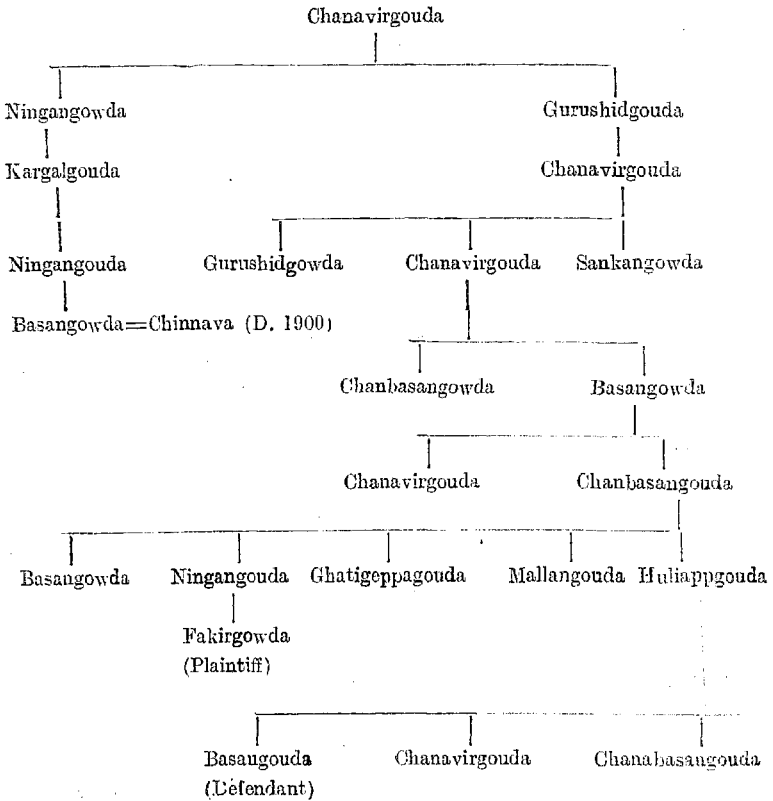 Chanavirgouda
Ningangowda Gurushidgouda
Kargalgouda Chanavirgouda
Ningangouda Gurushidgowda Chanavirgouda Sankangowda
Basangowda=Chinnava (D. 1900)
Chanbasangowda Basangowda
Chanavirgouda Chanbasangouda
Basangowda Ningangouda Ghatigeppagouda Mallangouda Huliappgouda
Fakirgowda
(Plaintiff)
Basangouda Chanavirgouda Chanabasangouda
(Defendant)